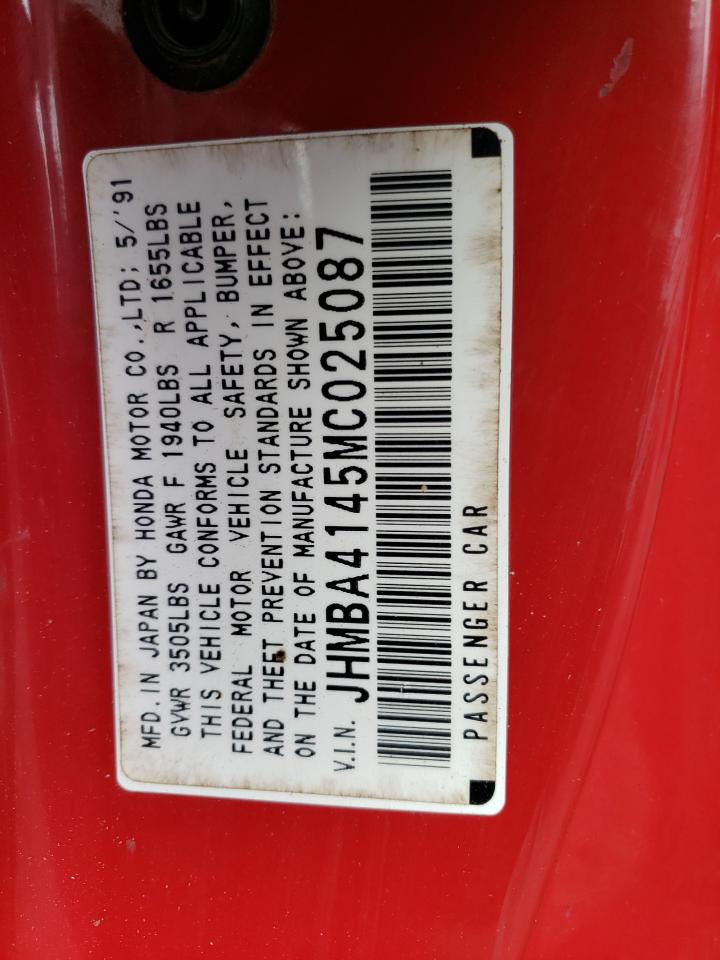 MFD. IN JAPAN BY HONDA MOTOR CO.,LTD; 5/'91
GVWR 3505LBS GAWR F 1940LBS R 1655LBS
THIS VEHICLE CONFORMS TO ALL APPLICABLE
FEDERAL MOTOR VEHICLE SAFETY, BUMPER,
AND THEFT PREVENTION STANDARDS IN EFFECT
ON THE DATE OF MANUFACTURE SHOWN ABOVE:
V.I.N. JHMBA4145MC025087
PASSENGER CAR